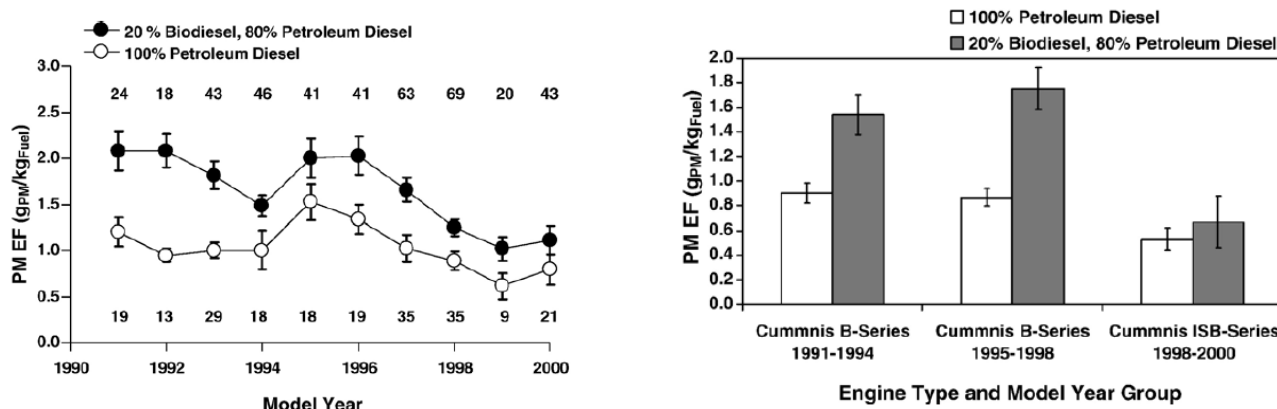 20 % Biodiesel, 80% Petroleum Diesel
100% Petroleum Diesel
3.0
2.5
2.0
1.5
1.0
0.5
0.0
24 18 43 46 41 41 63 69 20 43
19 13 29 18 18 19 35 35 9 21
PM EF (gPM/kgFuel)
1990 1992 1994 1996 1998 2000
Model Year
100% Petroleum Diesel
20% Biodiesel, 80% Petroleum Diesel
2.0
1.8
1.6
1.4
1.2
1.0
0.8
0.6
0.4
0.2
0.0
PM EF (gPM/kgFuel)
Cummnis B-Series Cummnis B-Series Cummnis ISB-Series
1991-1994 1995-1998 1998-2000
Engine Type and Model Year Group